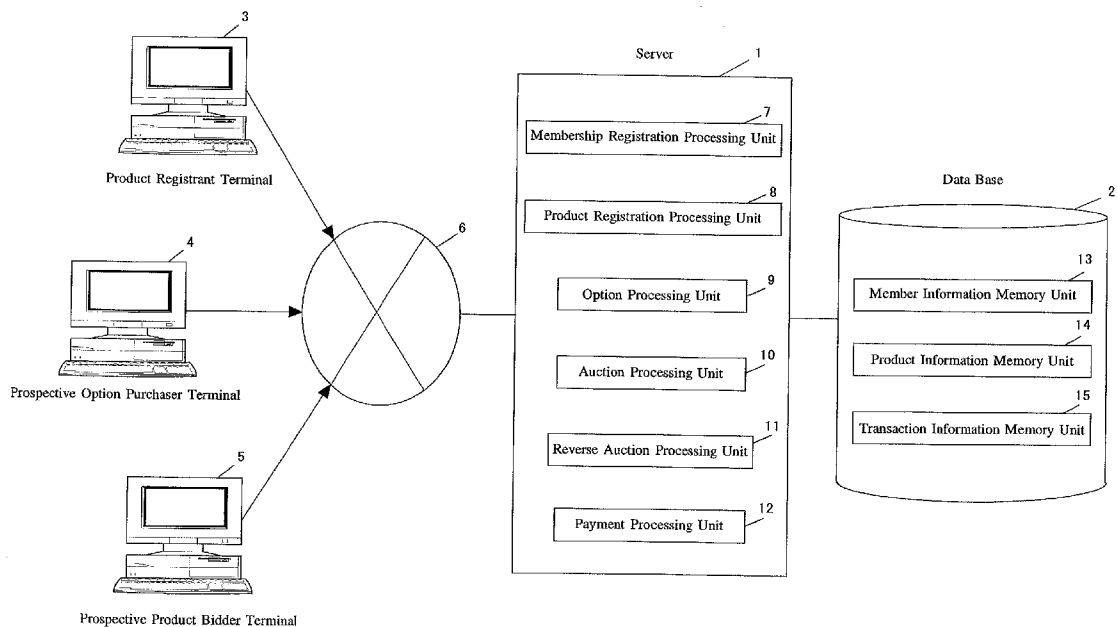 3
Product Registrant Terminal
4
Prospective Option Purchaser Terminal
5
Prospective Product Bidder Terminal
6
Server
1
7
Membership Registration Processing Unit
8
Product Registration Processing Unit
9
Option Processing Unit
10
Auction Processing Unit
11
Reverse Auction Processing Unit
12
Payment Processing Unit
Data Base
2
13
Member Information Memory Unit
14
Product Information Memory Unit
15
Transaction Information Memory Unit